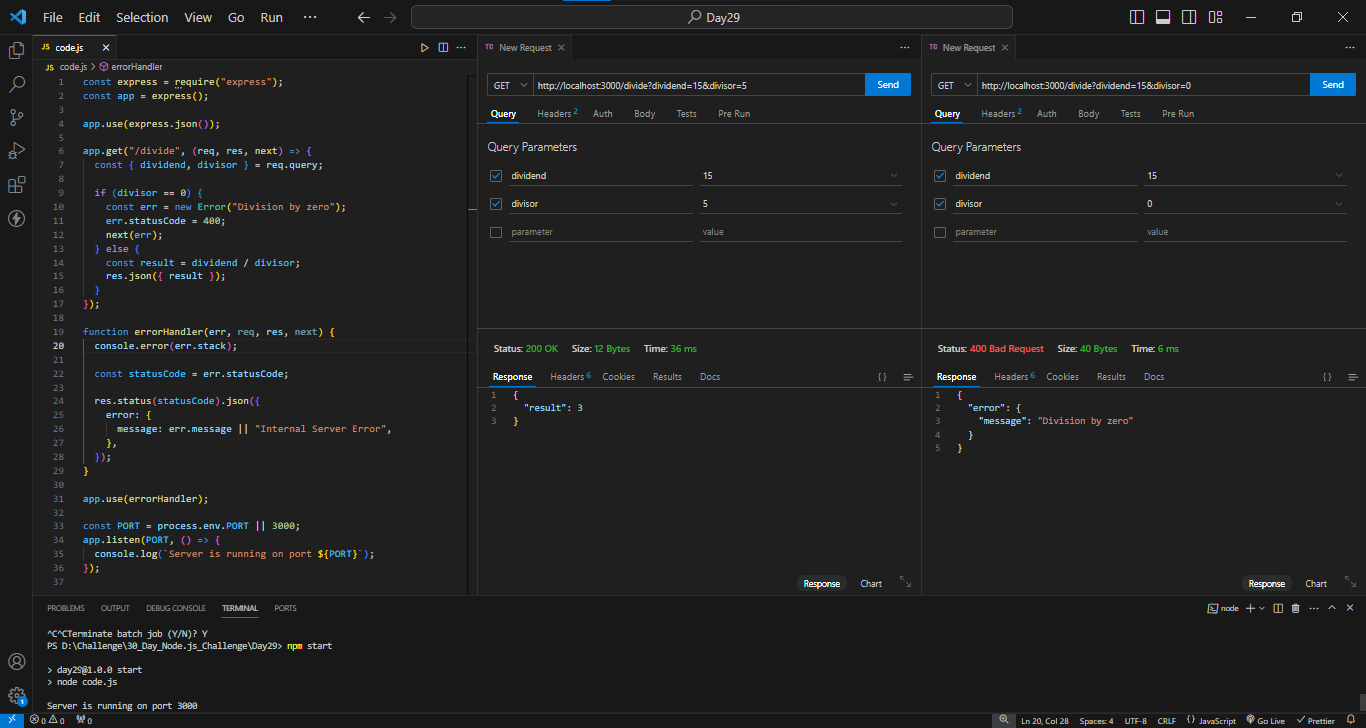 File Edit Selection View Go Run ··· Day29
JS code.js
JS code.js > errorHandler
1 const express = require("express");
2 const app = express();
3
4 app.use(express.json());
5
6 app.get("/divide", (req, res, next) => {
7 const { dividend, divisor } = req.query;
8
9 if (divisor == 0) {
10 const err = new Error("Division by zero");
11 err.statusCode = 400;
12 next(err);
13 } else {
14 const result = dividend / divisor;
15 res.json({ result });
16 }
17 });
18
19 function errorHandler(err, req, res, next) {
20 console.error(err.stack);
21
22 const statusCode = err.statusCode;
23
24 res.status(statusCode).json({
25 error: {
26 message: err.message || "Internal Server Error",
27 },
28 });
29 }
30
31 app.use(errorHandler);
32
33 const PORT = process.env.PORT || 3000;
34 app.listen(PORT, () => {
35 console.log(`Server is running on port ${PORT}`);
36 });
37
TC New Request
GET http://localhost:3000/divide?dividend=15&divisor=5 Send
Query Headers 2 Auth Body Tests Pre Run
Query Parameters
dividend 15
divisor 5
parameter value
Status: 200 OK Size: 12 Bytes Time: 36 ms
Response Headers 6 Cookies Results Docs { }
1 {
2 "result": 3
3 }
Response Chart
TC New Request
GET http://localhost:3000/divide?dividend=15&divisor=0 Send
Query Headers 2 Auth Body Tests Pre Run
Query Parameters
dividend 15
divisor 0
parameter value
Status: 400 Bad Request Size: 40 Bytes Time: 6 ms
Response Headers 6 Cookies Results Docs { }
1 {
2 "error": {
3 "message": "Division by zero"
4 }
5 }
Response Chart
PROBLEMS OUTPUT DEBUG CONSOLE TERMINAL PORTS node
^C^CTerminate batch job (Y/N)? Y
PS D:\Challenge\30_Day_Node.js_Challenge\Day29> npm start
> day29@1.0.0 start
> node code.js
Server is running on port 3000
1
0 0 0 Ln 20, Col 28 Spaces: 4 UTF-8 CRLF { } JavaScript Go Live Prettier